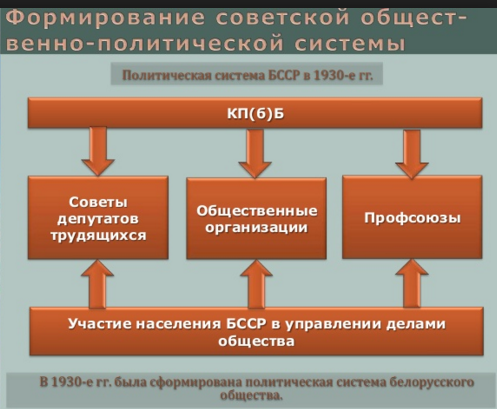 Формирование советской общест-
венно-политической системы
Политическая система БССР в 1930-е гг.
КП(б)Б
Советы
депутатов
трудящихся
Общественные
организации
Профсоюзы
Участие населения БССР в управлении делами
общества
В 1930-е гг. была сформирована политическая система белорусского
общества.